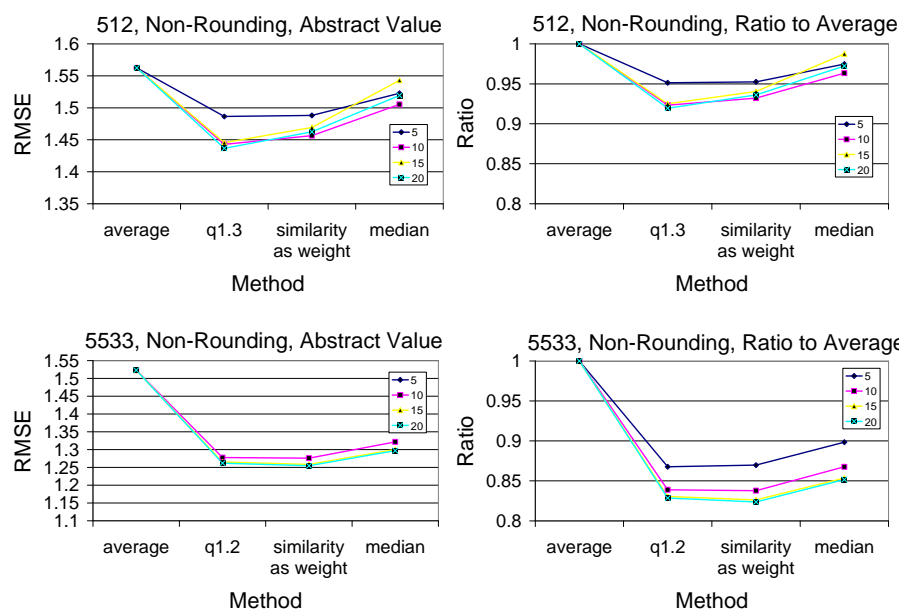 512, Non-Rounding, Abstract Value
1.6
1.55
1.5
1.45
1.4
1.35
RMSE
5
10
15
20
average q1.3 similarity as weight median
Method
512, Non-Rounding, Ratio to Average
1
0.95
0.9
0.85
0.8
Ratio
5
10
15
20
average q1.3 similarity as weight median
Method
5533, Non-Rounding, Abstract Value
1.55
1.5
1.45
1.4
1.35
1.3
1.25
1.2
1.15
1.1
RMSE
5
10
15
20
average q1.2 similarity as weight median
Method
5533, Non-Rounding, Ratio to Average
1
0.95
0.9
0.85
0.8
Ratio
5
10
15
20
average q1.2 similarity as weight median
Method